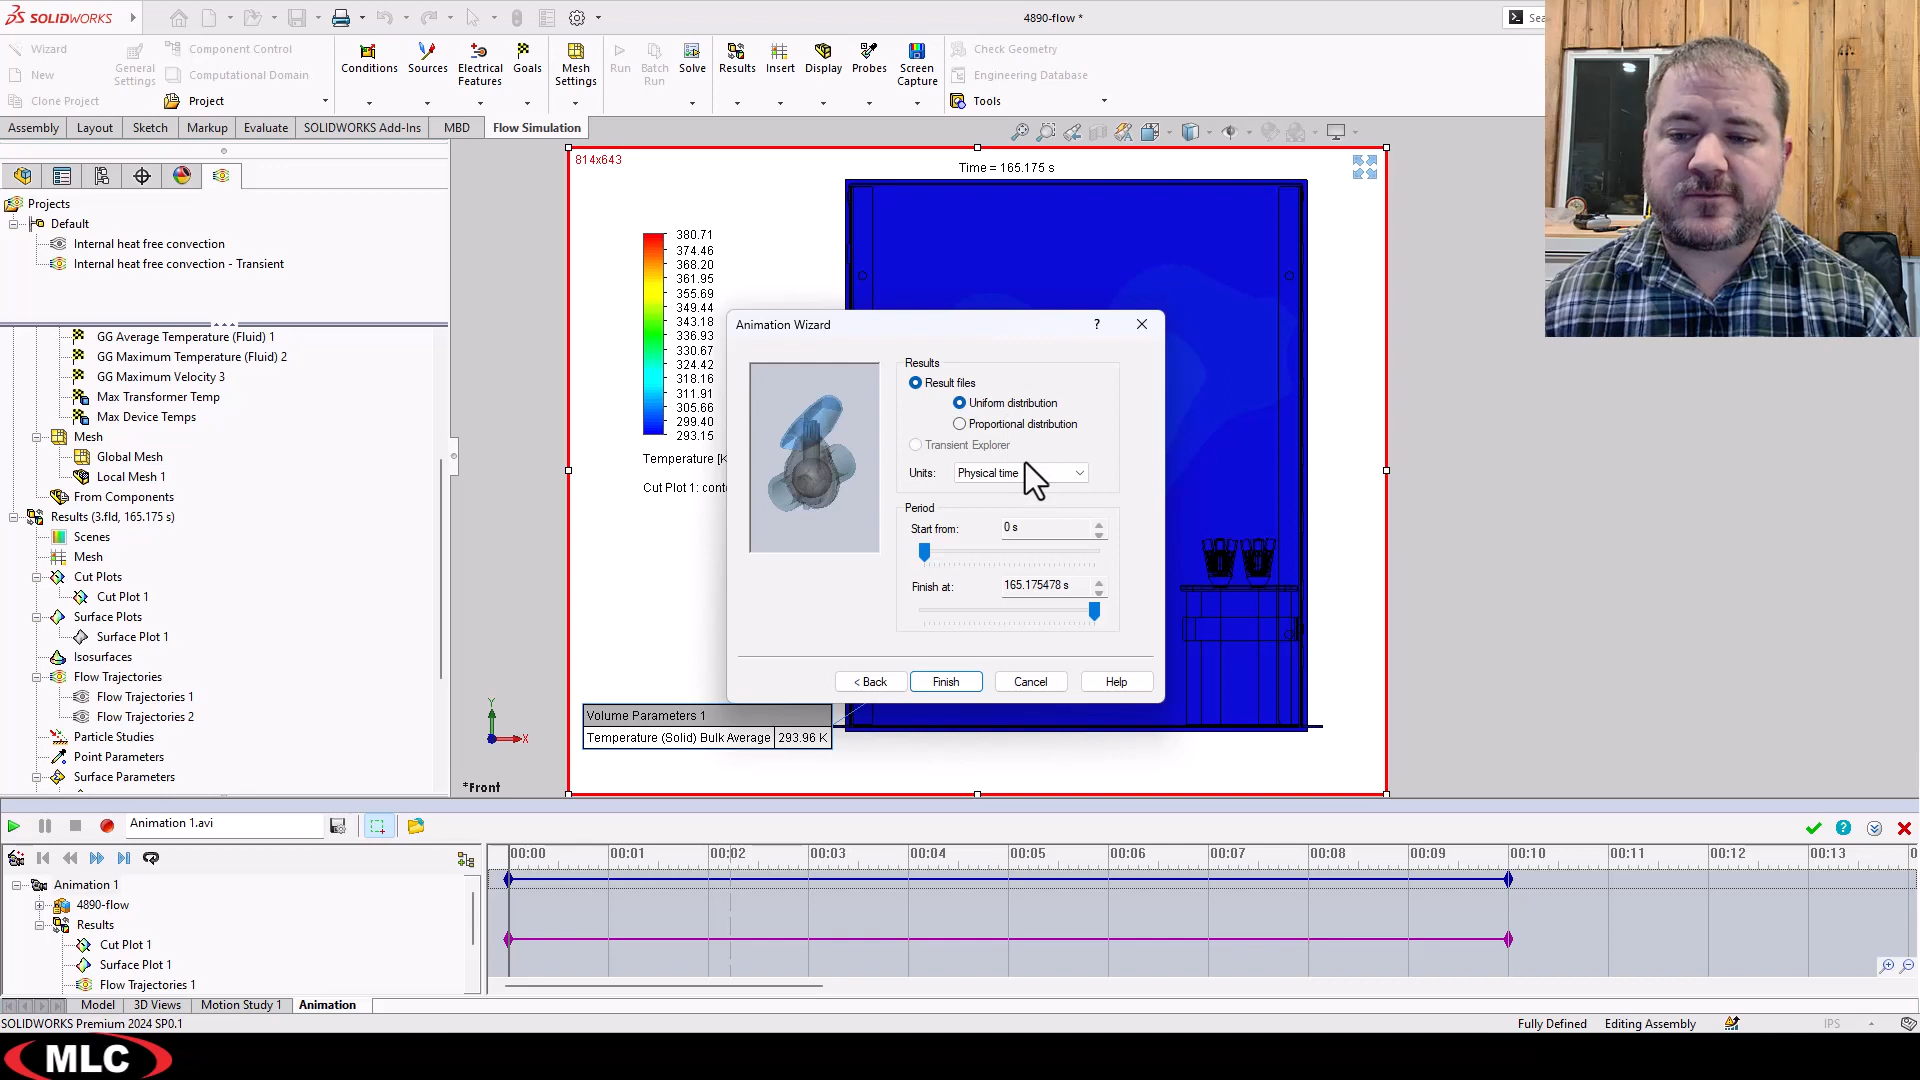 SOLIDWORKS
4890-flow *
Sea
Wizard
New
Clone Project
General Settings
Component Control
Computational Domain
Project
Conditions
Sources
Electrical Features
Goals
Mesh Settings
Run
Batch Run
Solve
Results
Insert
Display
Probes
Screen Capture
Check Geometry
Engineering Database
Tools
Assembly
Layout
Sketch
Markup
Evaluate
SOLIDWORKS Add-Ins
MBD
Flow Simulation
Projects
Default
Internal heat free convection
Internal heat free convection - Transient
GG Average Temperature (Fluid) 1
GG Maximum Temperature (Fluid) 2
GG Maximum Velocity 3
Max Transformer Temp
Max Device Temps
Mesh
Global Mesh
Local Mesh 1
From Components
Results (3.fld, 165.175 s)
Scenes
Mesh
Cut Plots
Cut Plot 1
Surface Plots
Surface Plot 1
Isosurfaces
Flow Trajectories
Flow Trajectories 1
Flow Trajectories 2
Particle Studies
Point Parameters
Surface Parameters
814x643
Time = 165.175 s
380.71
374.46
368.20
361.95
355.69
349.44
343.18
336.93
330.67
324.42
318.16
311.91
305.66
299.40
293.15
Temperature [K
Cut Plot 1: cont
Animation Wizard
?
Results
Result files
Uniform distribution
Proportional distribution
Transient Explorer
Units: Physical time
Period
Start from: 0 s
Finish at: 165.175478 s
< Back
Finish
Cancel
Help
Volume Parameters 1
Temperature (Solid) Bulk Average 293.96 K
Y
X
*Front
Animation 1.avi
00:00 00:01 00:02 00:03 00:04 00:05 00:06 00:07 00:08 00:09 00:10 00:11 00:12 00:13 0
Animation 1
4890-flow
Results
Cut Plot 1
Surface Plot 1
Flow Trajectories 1
Model
3D Views
Motion Study 1
Animation
SOLIDWORKS Premium 2024 SP0.1
Fully Defined
Editing Assembly
IPS
MLC